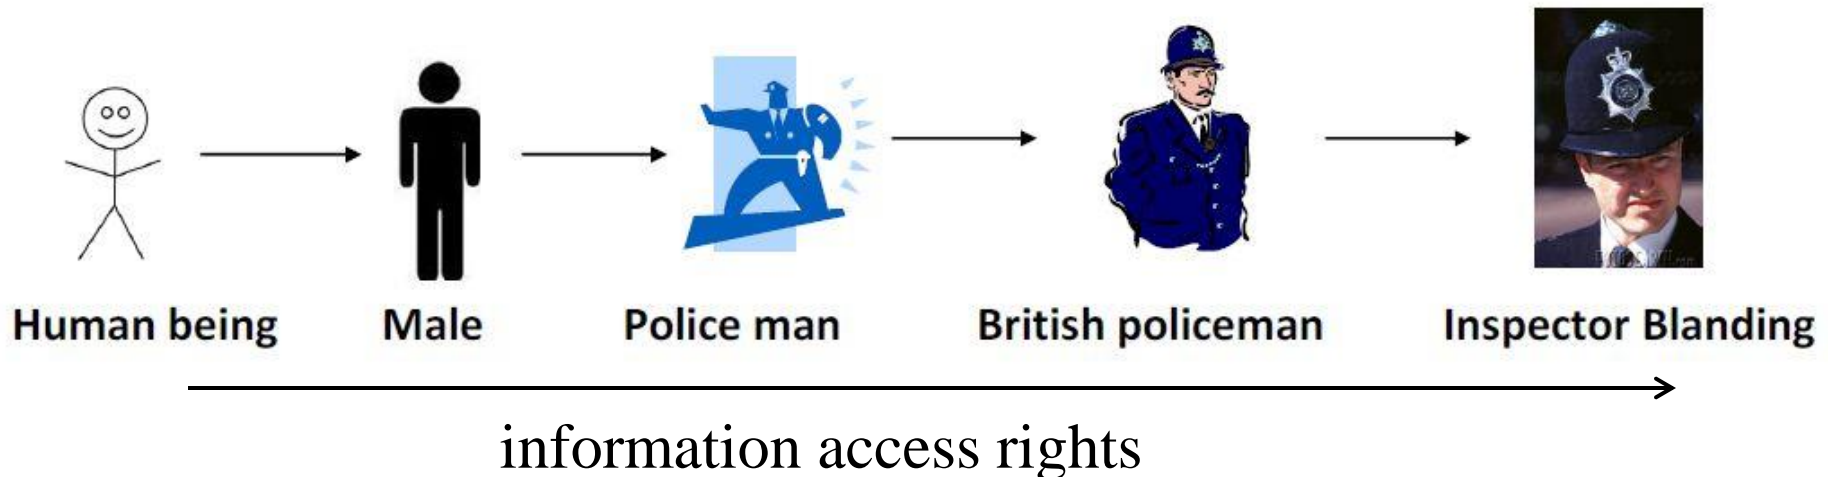 Human being Male Police man British policeman Inspector Blanding
information access rights